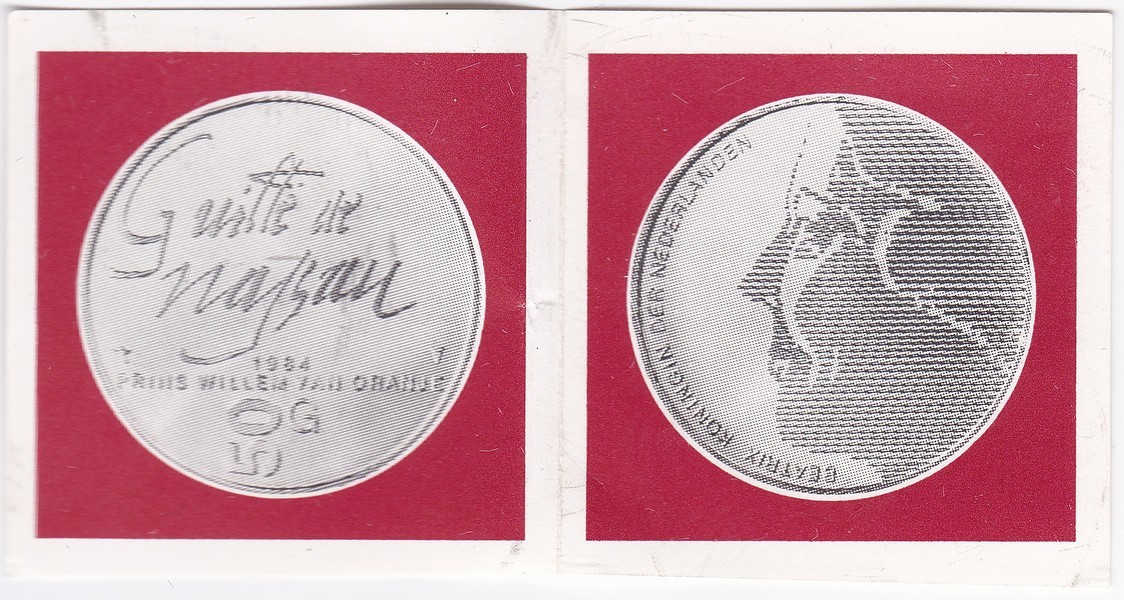 Guille de
nassau
1984
PRINS WILLEM VAN ORANJE
50 G
BEATRIX KONINGIN DER NEDERLANDEN